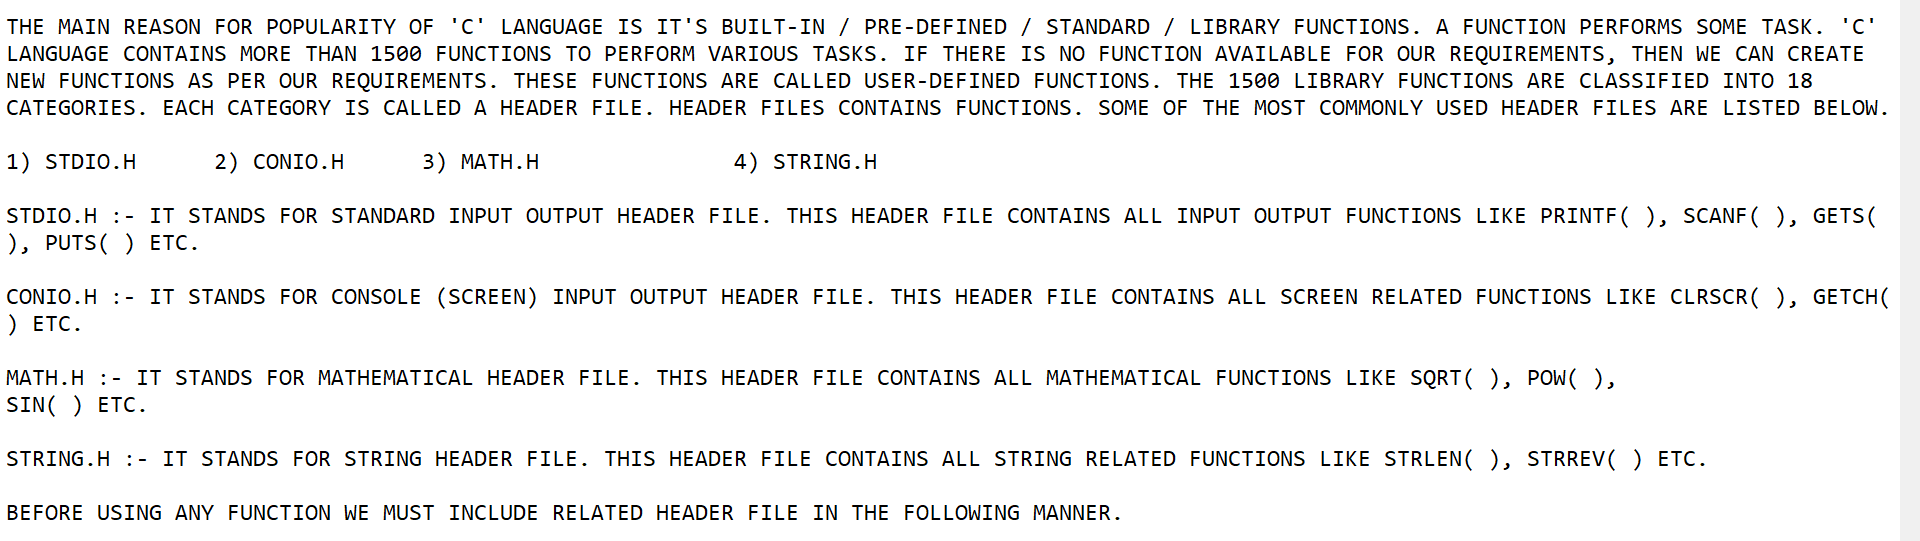 THE MAIN REASON FOR POPULARITY OF 'C' LANGUAGE IS IT'S BUILT-IN / PRE-DEFINED / STANDARD / LIBRARY FUNCTIONS. A FUNCTION PERFORMS SOME TASK. 'C'
LANGUAGE CONTAINS MORE THAN 1500 FUNCTIONS TO PERFORM VARIOUS TASKS. IF THERE IS NO FUNCTION AVAILABLE FOR OUR REQUIREMENTS, THEN WE CAN CREATE
NEW FUNCTIONS AS PER OUR REQUIREMENTS. THESE FUNCTIONS ARE CALLED USER-DEFINED FUNCTIONS. THE 1500 LIBRARY FUNCTIONS ARE CLASSIFIED INTO 18
CATEGORIES. EACH CATEGORY IS CALLED A HEADER FILE. HEADER FILES CONTAINS FUNCTIONS. SOME OF THE MOST COMMONLY USED HEADER FILES ARE LISTED BELOW.
1) STDIO.H      2) CONIO.H      3) MATH.H               4) STRING.H
STDIO.H :- IT STANDS FOR STANDARD INPUT OUTPUT HEADER FILE. THIS HEADER FILE CONTAINS ALL INPUT OUTPUT FUNCTIONS LIKE PRINTF( ), SCANF( ), GETS(
), PUTS( ) ETC.
CONIO.H :- IT STANDS FOR CONSOLE (SCREEN) INPUT OUTPUT HEADER FILE. THIS HEADER FILE CONTAINS ALL SCREEN RELATED FUNCTIONS LIKE CLRSCR( ), GETCH(
) ETC.
MATH.H :- IT STANDS FOR MATHEMATICAL HEADER FILE. THIS HEADER FILE CONTAINS ALL MATHEMATICAL FUNCTIONS LIKE SQRT( ), POW( ),
SIN( ) ETC.
STRING.H :- IT STANDS FOR STRING HEADER FILE. THIS HEADER FILE CONTAINS ALL STRING RELATED FUNCTIONS LIKE STRLEN( ), STRREV( ) ETC.
BEFORE USING ANY FUNCTION WE MUST INCLUDE RELATED HEADER FILE IN THE FOLLOWING MANNER.